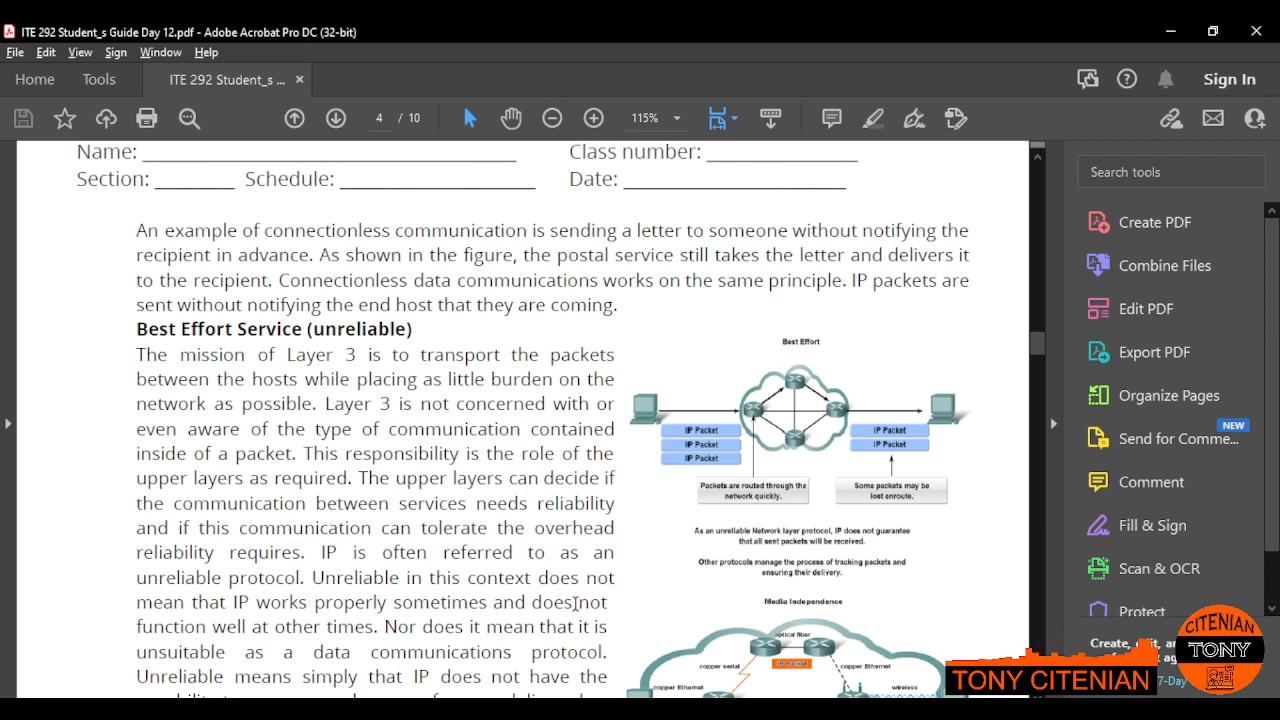 ITE 292 Student_s Guide Day 12.pdf - Adobe Acrobat Pro DC (32-bit)
File Edit View Sign Window Help
Home Tools ITE 292 Student_s ... × Sign In
4 / 10 115%
Search tools
Create PDF
Combine Files
Edit PDF
Export PDF
Organize Pages
NEW
Send for Comme...
Comment
Fill & Sign
Scan & OCR
Protect
Name: Class number:
Section: Schedule: Date:
An example of connectionless communication is sending a letter to someone without notifying the
recipient in advance. As shown in the figure, the postal service still takes the letter and delivers it
to the recipient. Connectionless data communications works on the same principle. IP packets are
sent without notifying the end host that they are coming.
Best Effort Service (unreliable)
The mission of Layer 3 is to transport the packets
between the hosts while placing as little burden on the
network as possible. Layer 3 is not concerned with or
even aware of the type of communication contained
inside of a packet. This responsibility is the role of the
upper layers as required. The upper layers can decide if
the communication between services needs reliability
and if this communication can tolerate the overhead
reliability requires. IP is often referred to as an
unreliable protocol. Unreliable in this context does not
mean that IP works properly sometimes and does not
function well at other times. Nor does it mean that it is
unsuitable as a data communications protocol.
Unreliable means simply that IP does not have the
Best Effort
IP Packet
IP Packet
IP Packet
IP Packet
IP Packet
Packets are routed through the
network quickly.
Some packets may be
lost enroute.
As an unreliable Network layer protocol, IP does not guarantee
that all sent packets will be received.
Other protocols manage the process of tracking packets and
ensuring their delivery.
Media Independence
optical fiber
IP Packet
copper serial
copper Ethernet
copper Ethernet
wireless
TONY CITENIAN
CITENIAN
TONY